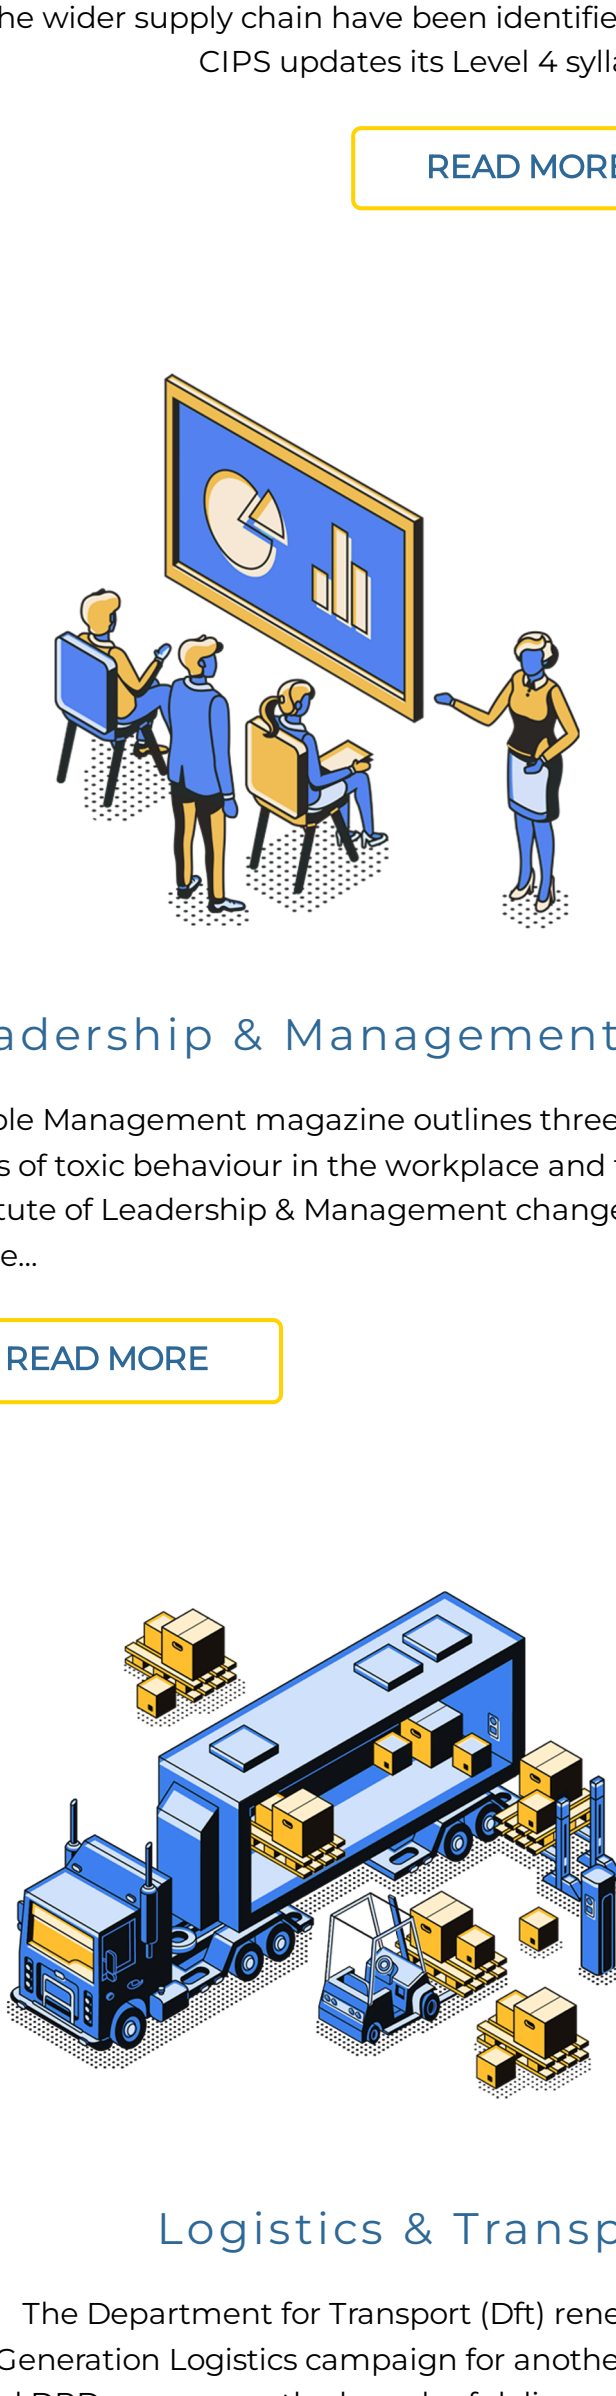 he wider supply chain have been identifie
CIPS updates its Level 4 sylla
READ MORE
adership & Management
ple Management magazine outlines three
s of toxic behaviour in the workplace and
tute of Leadership & Management change
e...
READ MORE
Logistics & Transp
The Department for Transport (Dft) rene
Generation Logistics campaign for anothe